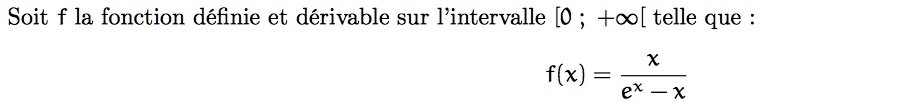 Soit f la fonction définie et dérivable sur l'intervalle [0 ; +∞[ telle que :
f(x) = x / (eˣ − x)